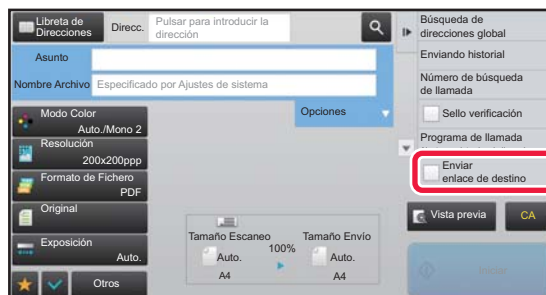 Libreta de
Direcciones
Direcc.
Pulsar para introducir la
dirección
Asunto
Nombre Archivo
Especificado por Ajustes de sistema
Opciones
Modo Color
Auto./Mono 2
Resolución
200x200ppp
Formato de Fichero
PDF
Original
Exposición
Auto.
Otros
Tamaño Escaneo
Auto.
A4
100%
Tamaño Envío
Auto.
A4
Búsqueda de
direcciones global
Enviando historial
Número de búsqueda
de llamada
Sello verificación
Programa de llamada
Enviar
enlace de destino
Vista previa
CA
Iniciar